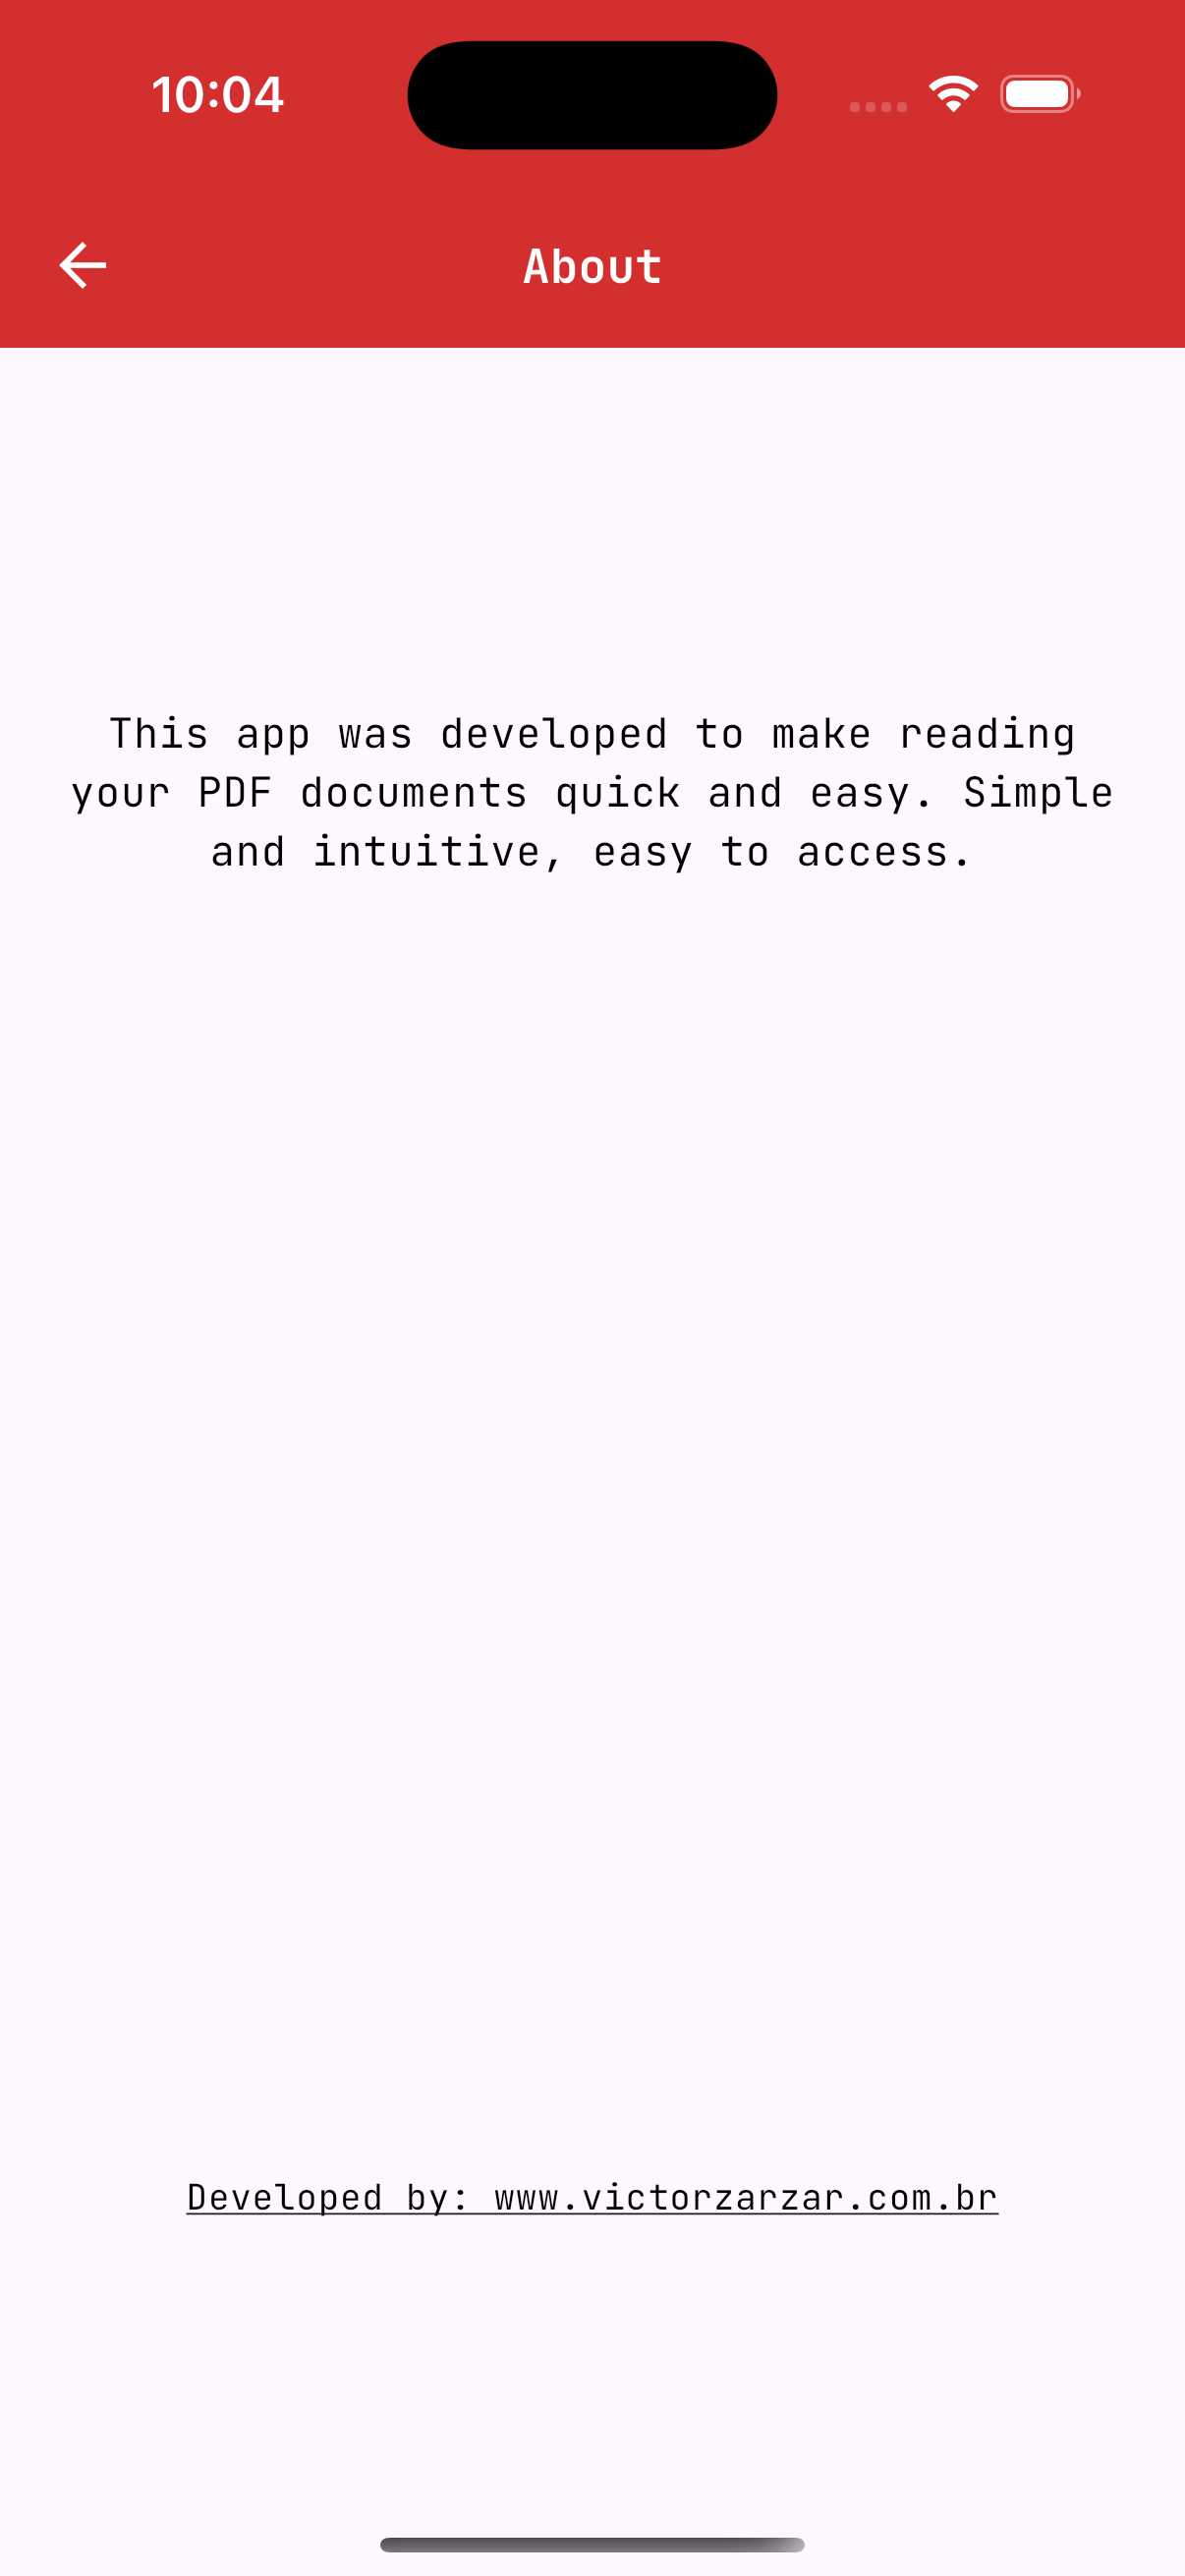 10:04
About
This app was developed to make reading
your PDF documents quick and easy. Simple
and intuitive, easy to access.
Developed by: www.victorzarzar.com.br